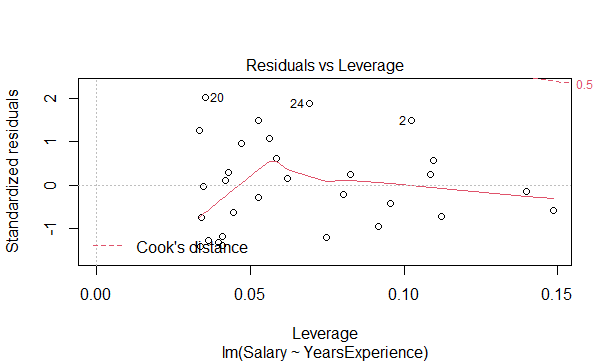 Residuals vs Leverage
0.5
2
20
24
2
1
Standardized residuals
0
-1
Cook's distance
0.00
0.05
0.10
0.15
Leverage
lm(Salary ~ YearsExperience)